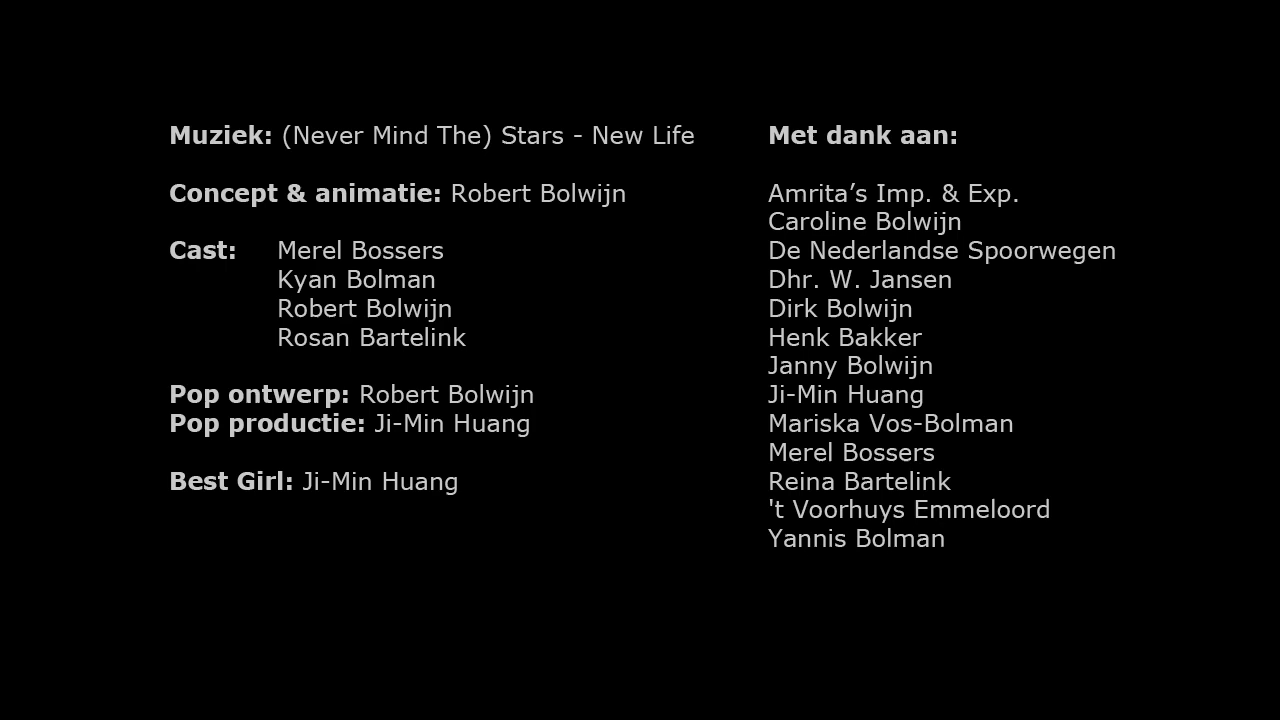 Muziek: (Never Mind The) Stars - New Life
Concept & animatie: Robert Bolwijn
Cast: Merel Bossers
Kyan Bolman
Robert Bolwijn
Rosan Bartelink
Pop ontwerp: Robert Bolwijn
Pop productie: Ji-Min Huang
Best Girl: Ji-Min Huang
Met dank aan:
Amrita’s Imp. & Exp.
Caroline Bolwijn
De Nederlandse Spoorwegen
Dhr. W. Jansen
Dirk Bolwijn
Henk Bakker
Janny Bolwijn
Ji-Min Huang
Mariska Vos-Bolman
Merel Bossers
Reina Bartelink
't Voorhuys Emmeloord
Yannis Bolman